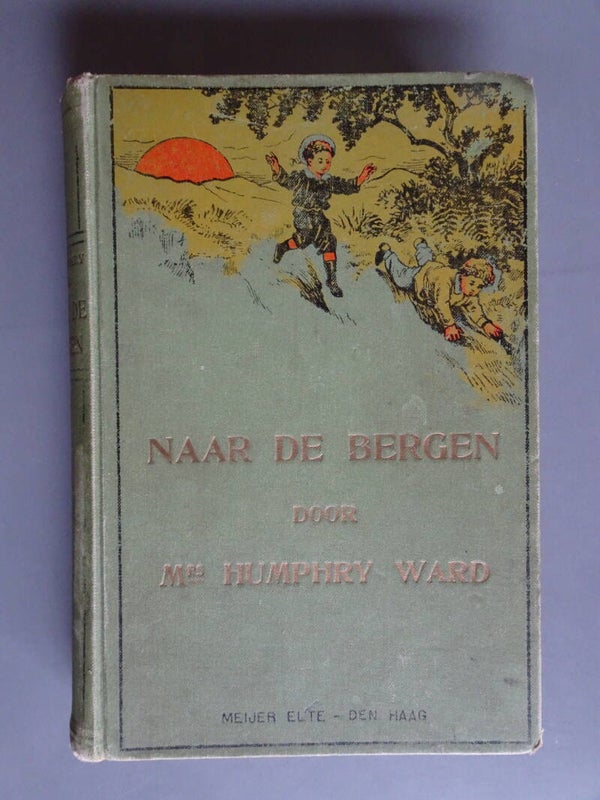 NAAR DE BERGEN
DOOR
MRS HUMPHRY WARD
MEIJER ELTE - DEN HAAG